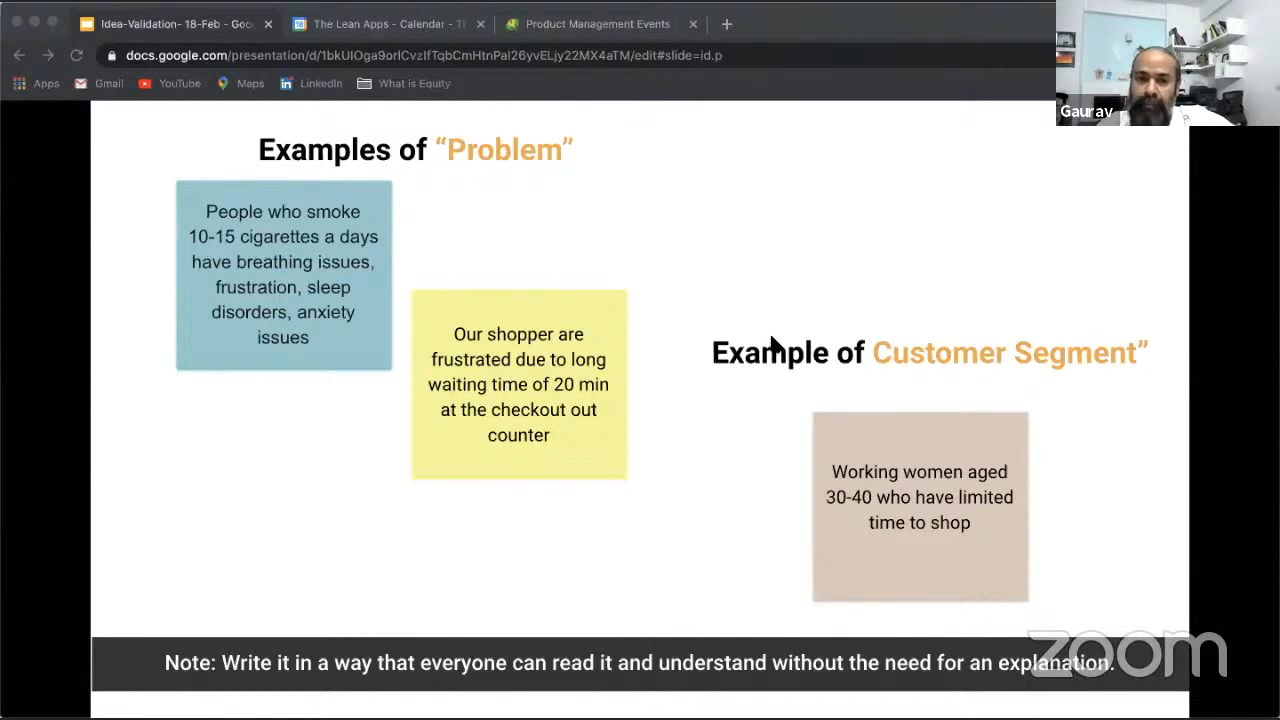 Idea-Validation- 18-Feb - Goo
The Lean Apps - Calendar - T
Product Management Events
docs.google.com/presentation/d/1bkUIOga9orlCvzIfTqbCmHtnPal26yvELjy22MX4aTM/edit#slide=id.p
Apps
Gmail
YouTube
Maps
LinkedIn
What is Equity
Gaurav
Examples of “Problem”
People who smoke
10-15 cigarettes a days
have breathing issues,
frustration, sleep
disorders, anxiety
issues
Our shopper are
frustrated due to long
waiting time of 20 min
at the checkout out
counter
Example of Customer Segment”
Working women aged
30-40 who have limited
time to shop
Note: Write it in a way that everyone can read it and understand without the need for an explanation.
zoom